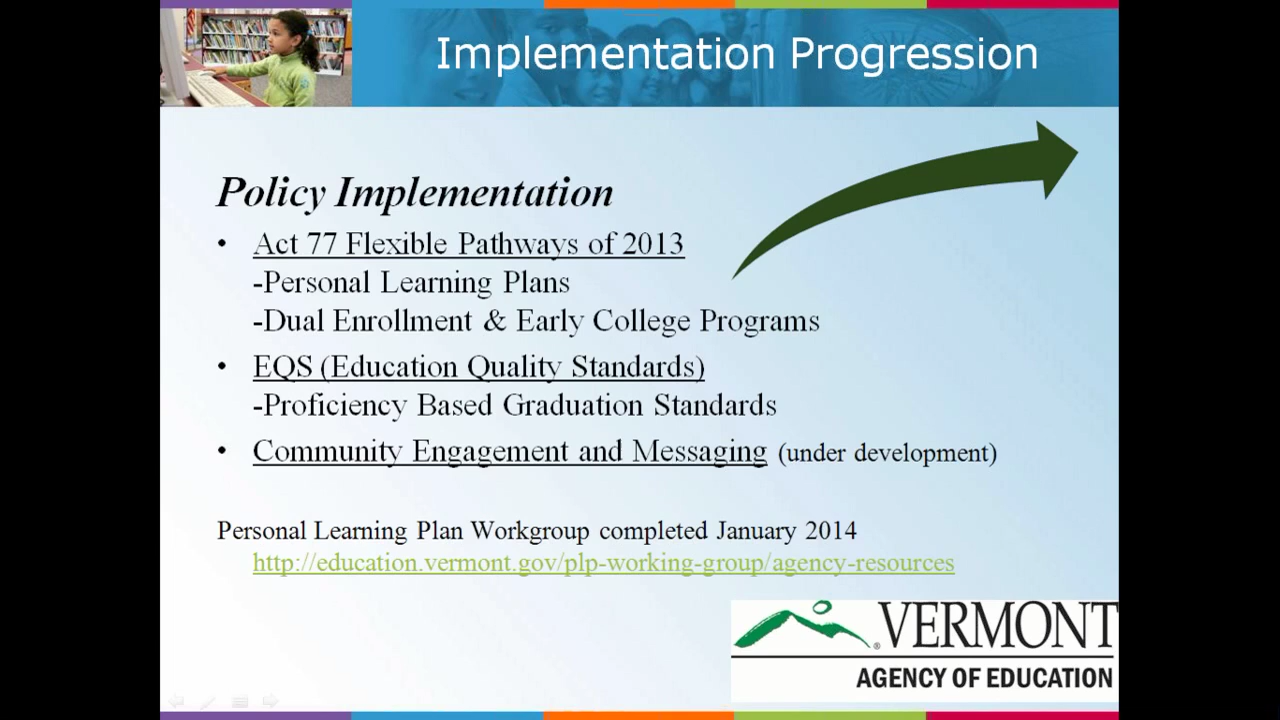 Implementation Progression
Policy Implementation
• Act 77 Flexible Pathways of 2013
-Personal Learning Plans
-Dual Enrollment & Early College Programs
• EQS (Education Quality Standards)
-Proficiency Based Graduation Standards
• Community Engagement and Messaging (under development)
Personal Learning Plan Workgroup completed January 2014
http://education.vermont.gov/plp-working-group/agency-resources
® VERMONT
AGENCY OF EDUCATION